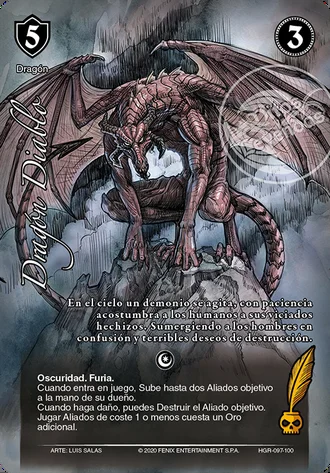 5
3
Dragón
Dragón Diablo
En el cielo un demonio se agita, con paciencia
acostumbra a los humanos a sus viciados
hechizos. Sumergiendo a los hombres en
confusión y terribles deseos de destrucción.
Oscuridad. Furia.
Cuando entra en juego, Sube hasta dos Aliados objetivo
a la mano de su dueño.
Cuando haga daño, puedes Destruir el Aliado objetivo.
Jugar Aliados de coste 1 o menos cuesta un Oro
adicional.
ARTE: LUIS SALAS
© 2020 FENIX ENTERTAINMENT S.P.A.
HGR-097-100